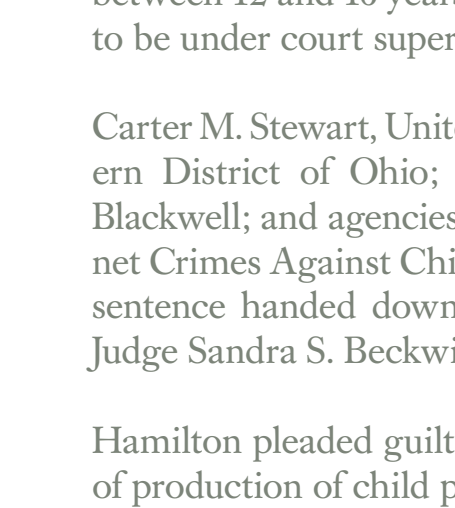 to be under court super
Carter M. Stewart, Unit
ern District of Ohio;
Blackwell; and agencies
net Crimes Against Chi
sentence handed down
Judge Sandra S. Beckwi
Hamilton pleaded guilt
of production of child p